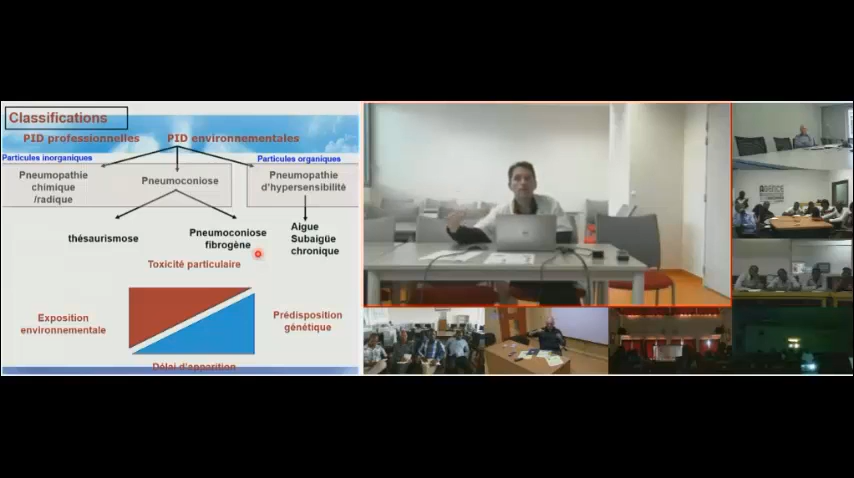 Classifications
PID professionnelles
PID environnementales
Particules inorganiques
Particules organiques
Pneumopathie
chimique
/radique
Pneumoconiose
Pneumopathie
d'hypersensibilité
thésaurismose
Pneumoconiose
fibrogène
Aigue
Subaigüe
chronique
Toxicité particulaire
Exposition
environnementale
Prédisposition
génétique
Délai d'apparition
AGENCE